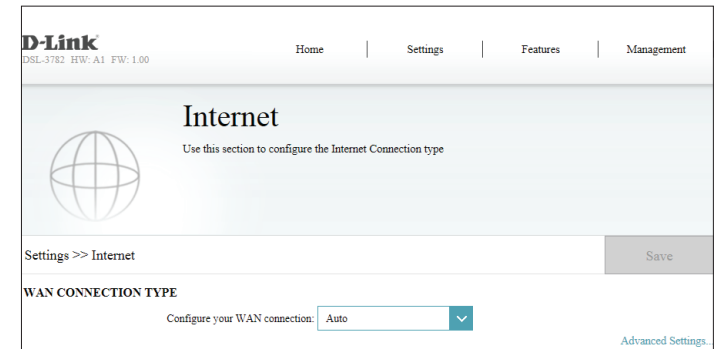 D-Link
DSL-3782 HW: A1 FW: 1.00
Home Settings Features Management
Internet
Use this section to configure the Internet Connection type
Settings >> Internet Save
WAN CONNECTION TYPE
Configure your WAN connection: Auto
Advanced Settings...